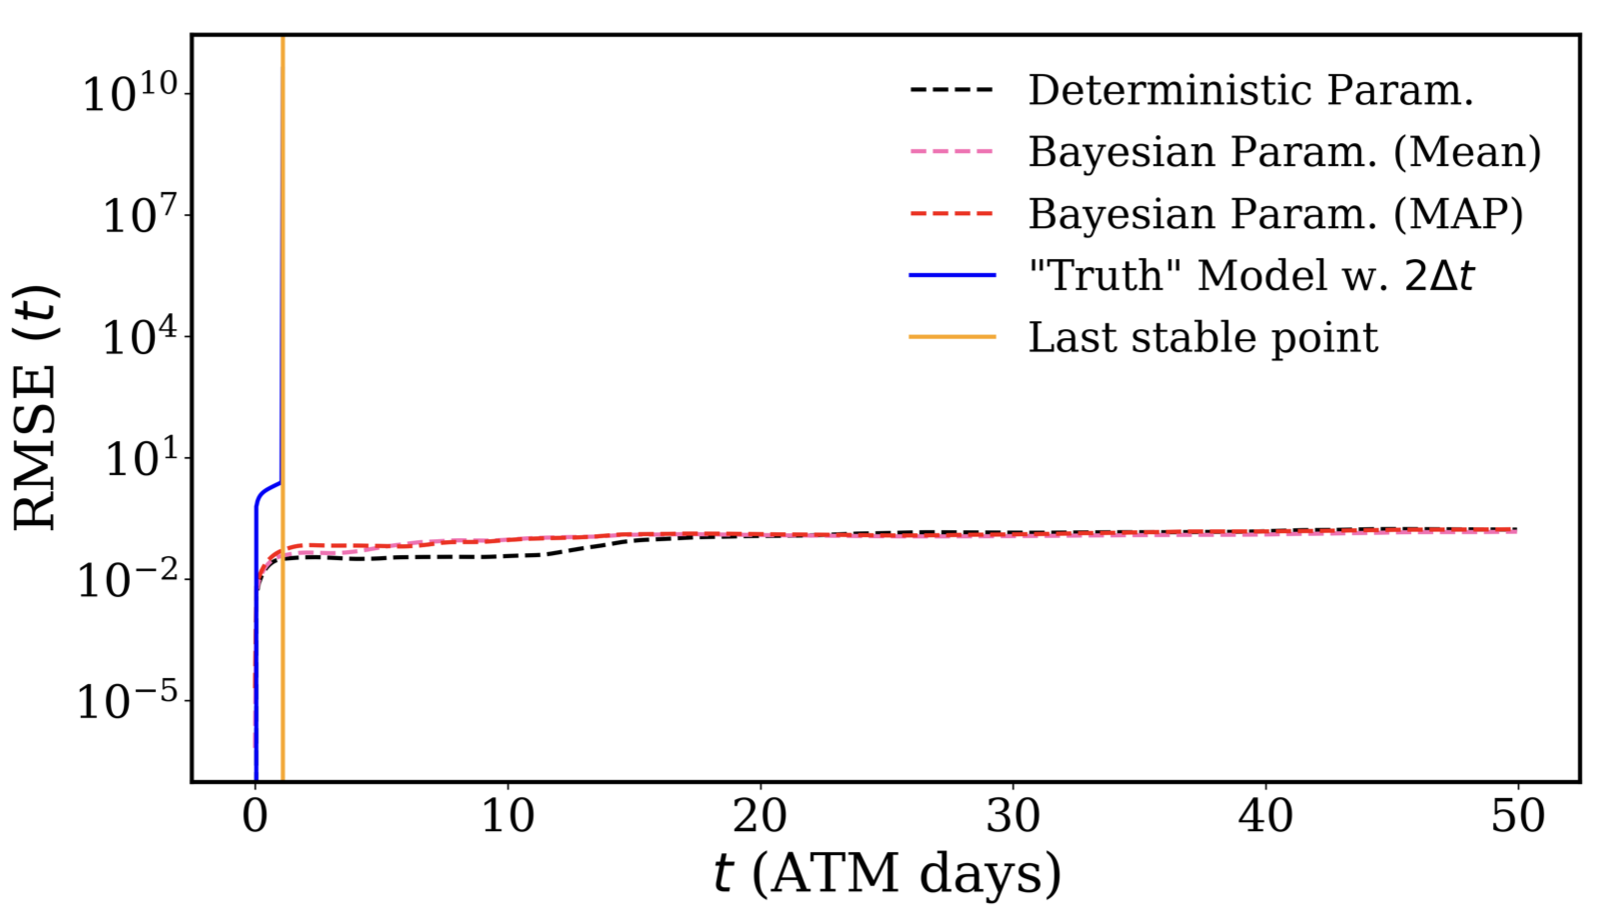 RMSE (t)
10¹⁰
10⁷
10⁴
10¹
10⁻²
10⁻⁵
Deterministic Param.
Bayesian Param. (Mean)
Bayesian Param. (MAP)
"Truth" Model w. 2Δt
Last stable point
0 10 20 30 40 50
t (ATM days)